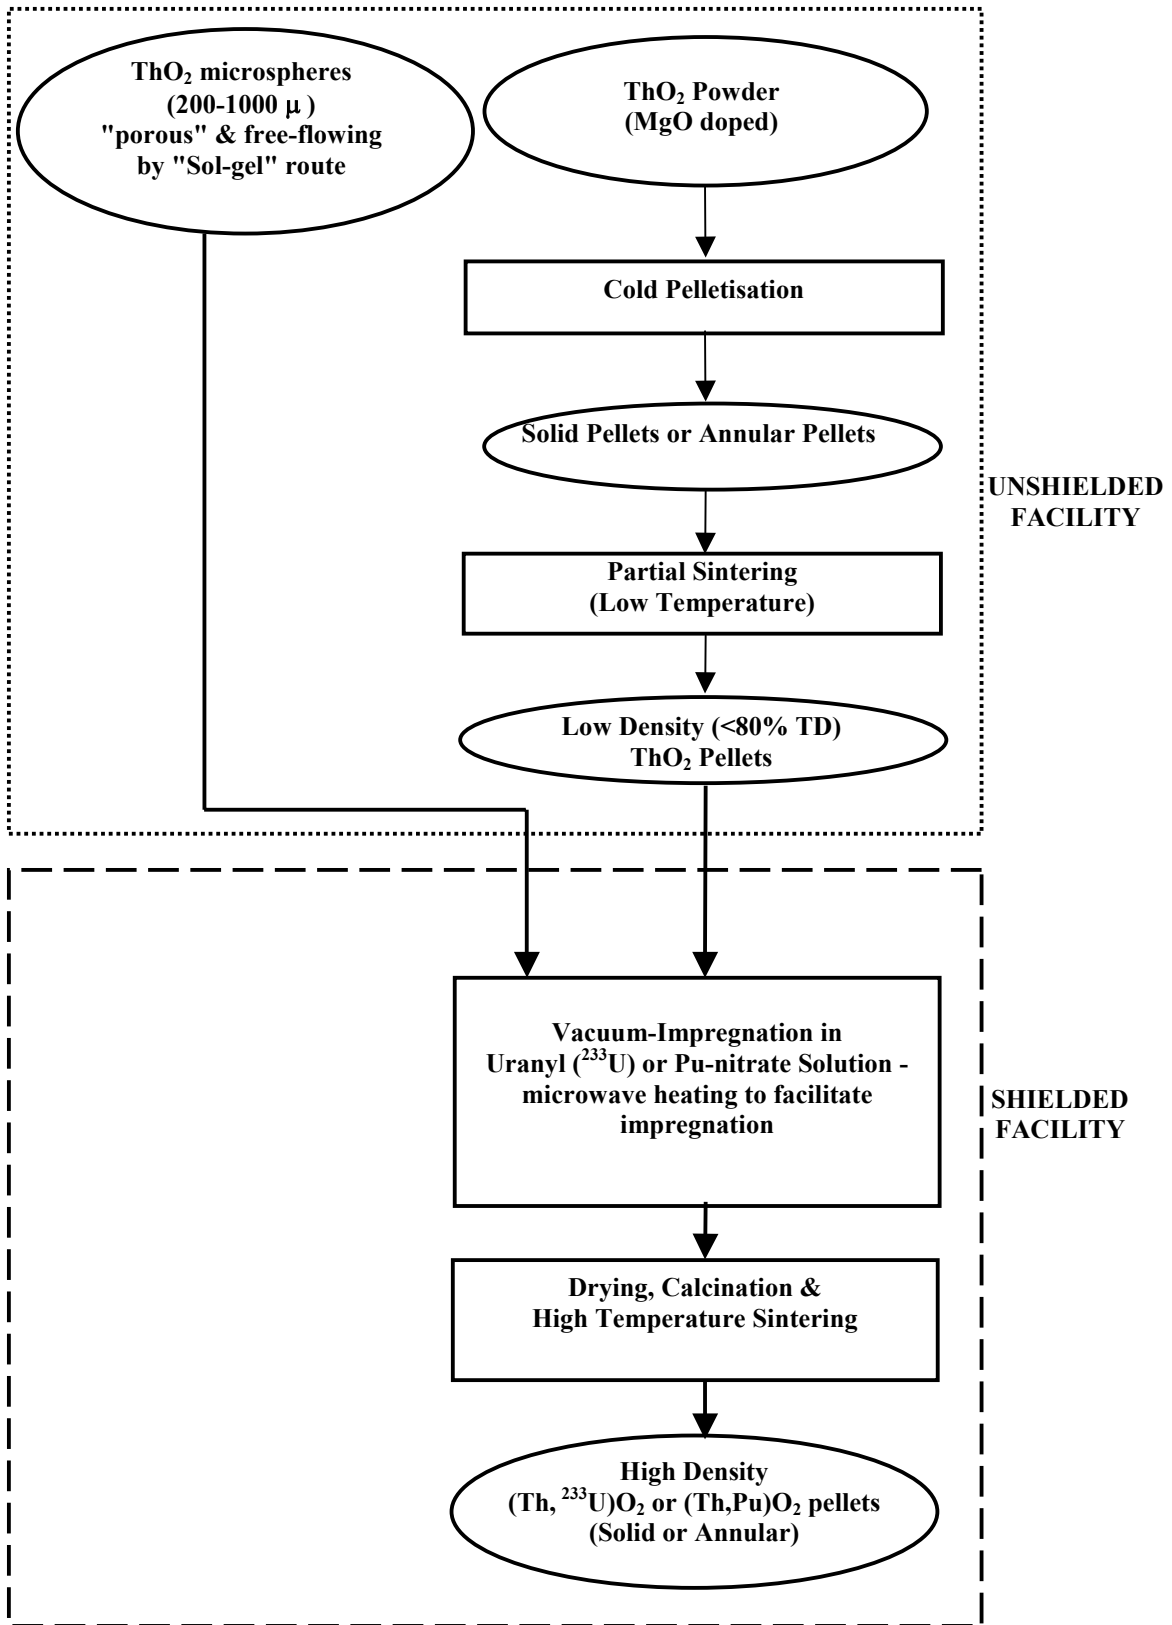 ThO₂ microspheres
(200-1000 μ )
"porous" & free-flowing
by "Sol-gel" route
ThO₂ Powder
(MgO doped)
Cold Pelletisation
Solid Pellets or Annular Pellets
UNSHIELDED
FACILITY
Partial Sintering
(Low Temperature)
Low Density (<80% TD)
ThO₂ Pellets
Vacuum-Impregnation in
Uranyl (²³³U) or Pu-nitrate Solution -
microwave heating to facilitate
impregnation
SHIELDED
FACILITY
Drying, Calcination &
High Temperature Sintering
High Density
(Th, ²³³U)O₂ or (Th,Pu)O₂ pellets
(Solid or Annular)